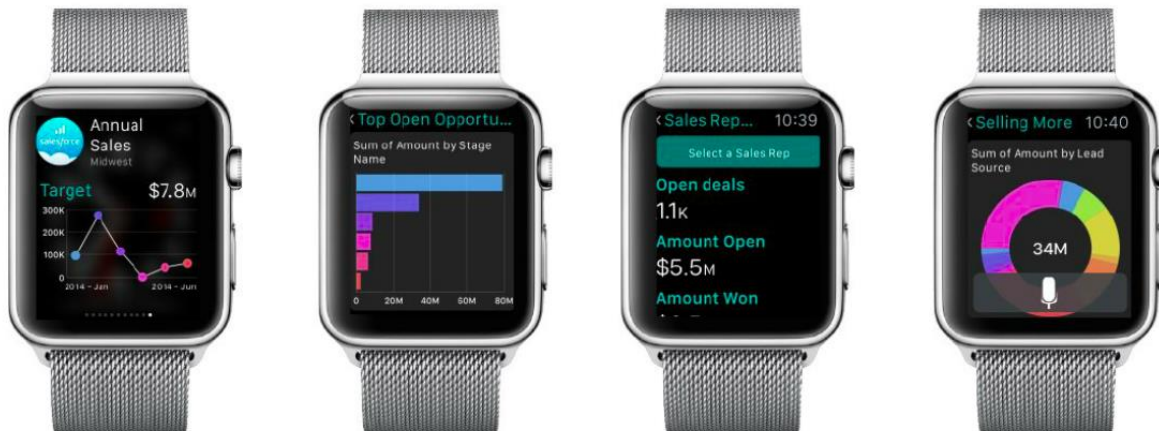 Annual
Sales
Midwest
salesforce
Target $7.8M
300K
200K
100K
0
2014 - Jan 2014 - Jun
Top Open Opportu...
Sum of Amount by Stage
Name
0 20M 40M 60M 80M
Sales Rep... 10:39
Select a Sales Rep
Open deals
1.1K
Amount Open
$5.5M
Amount Won
Selling More 10:40
Sum of Amount by Lead
Source
34M